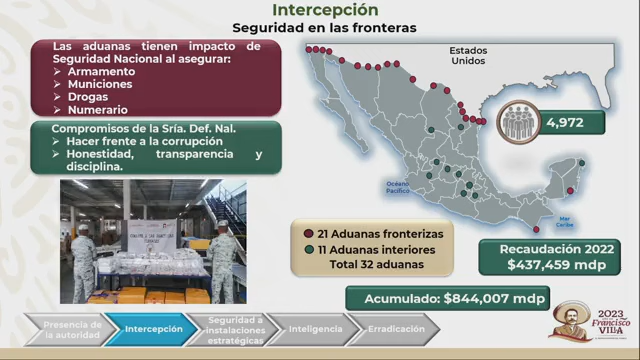 Intercepción
Seguridad en las fronteras
Las aduanas tienen impacto de
Seguridad Nacional al asegurar:
➢ Armamento
➢ Municiones
➢ Drogas
➢ Numerario
Compromisos de la Sría. Def. Nal.
➢ Hacer frente a la corrupción
➢ Honestidad, transparencia y
disciplina.
Estados
Unidos
4,972
Océano
Pacífico
Mar
Caribe
21 Aduanas fronterizas
11 Aduanas interiores
Total 32 aduanas
Recaudación 2022
$437,459 mdp
Acumulado: $844,007 mdp
Presencia de
la autoridad
Intercepción
Seguridad a
instalaciones
estratégicas
Inteligencia
Erradicación
2023
Francisco
VILLA